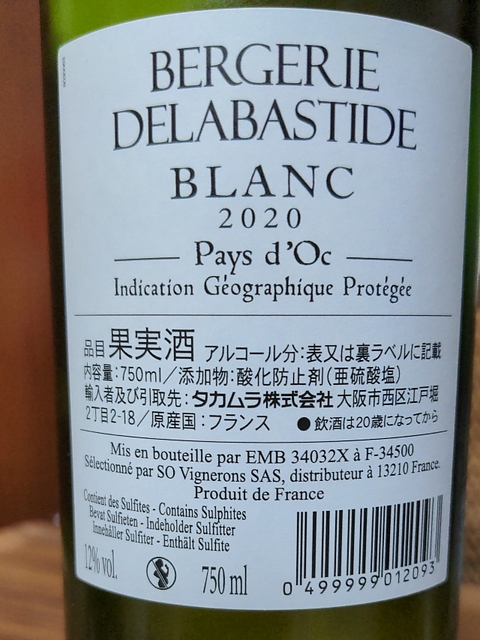 BERGERIE
DELABASTIDE
BLANC
2020
Pays d'Oc
Indication Géographique Protégée
品目 果実酒 アルコール分:表又は裏ラベルに記載
内容量:750ml/添加物:酸化防止剤(亜硫酸塩)
輸入者及び引取先:タカムラ株式会社 大阪市西区江戸堀
2丁目2-18/原産国:フランス ●飲酒は20歳になってから
Mis en bouteille par EMB 34032X à F-34500
Sélectionné par SO Vignerons SAS, distributeur à 13210 France.
Produit de France
Contient des Sulfites - Contains Sulphites
Bevat Sulfieten - Indeholder Sulfitter
Innehåller Sulfiter - Enthält Sulfite
12% vol.
750 ml
0 499999 012093